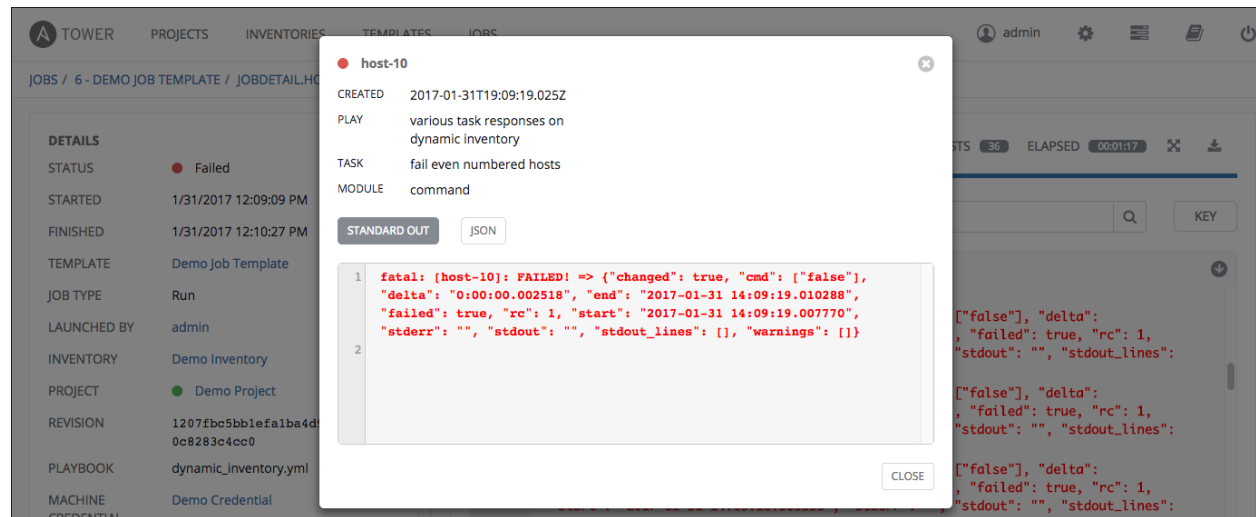 A TOWER PROJECTS INVENTORIES TEMPLATES JOBS admin
JOBS / 6 - DEMO JOB TEMPLATE / JOBDETAIL.HO
host-10
CREATED 2017-01-31T19:09:19.025Z
PLAY various task responses on
dynamic inventory
TASK fail even numbered hosts
MODULE command
STANDARD OUT JSON
1 fatal: [host-10]: FAILED! => {"changed": true, "cmd": ["false"],
"delta": "0:00:00.002518", "end": "2017-01-31 14:09:19.010288",
"failed": true, "rc": 1, "start": "2017-01-31 14:09:19.007770",
"stderr": "", "stdout": "", "stdout_lines": [], "warnings": []}
2
CLOSE
DETAILS
STATUS Failed
STARTED 1/31/2017 12:09:09 PM
FINISHED 1/31/2017 12:10:27 PM
TEMPLATE Demo Job Template
JOB TYPE Run
LAUNCHED BY admin
INVENTORY Demo Inventory
PROJECT Demo Project
REVISION 1207fbc5bb1efa1ba4d
0c8283c4cc0
PLAYBOOK dynamic_inventory.yml
MACHINE Demo Credential
CREDENTIAL
STS 36 ELAPSED 00:01:17
KEY
["false"], "delta":
, "failed": true, "rc": 1,
"stdout": "", "stdout_lines":
["false"], "delta":
, "failed": true, "rc": 1,
"stdout": "", "stdout_lines":
["false"], "delta":
, "failed": true, "rc": 1,
"stdout": "", "stdout_lines":